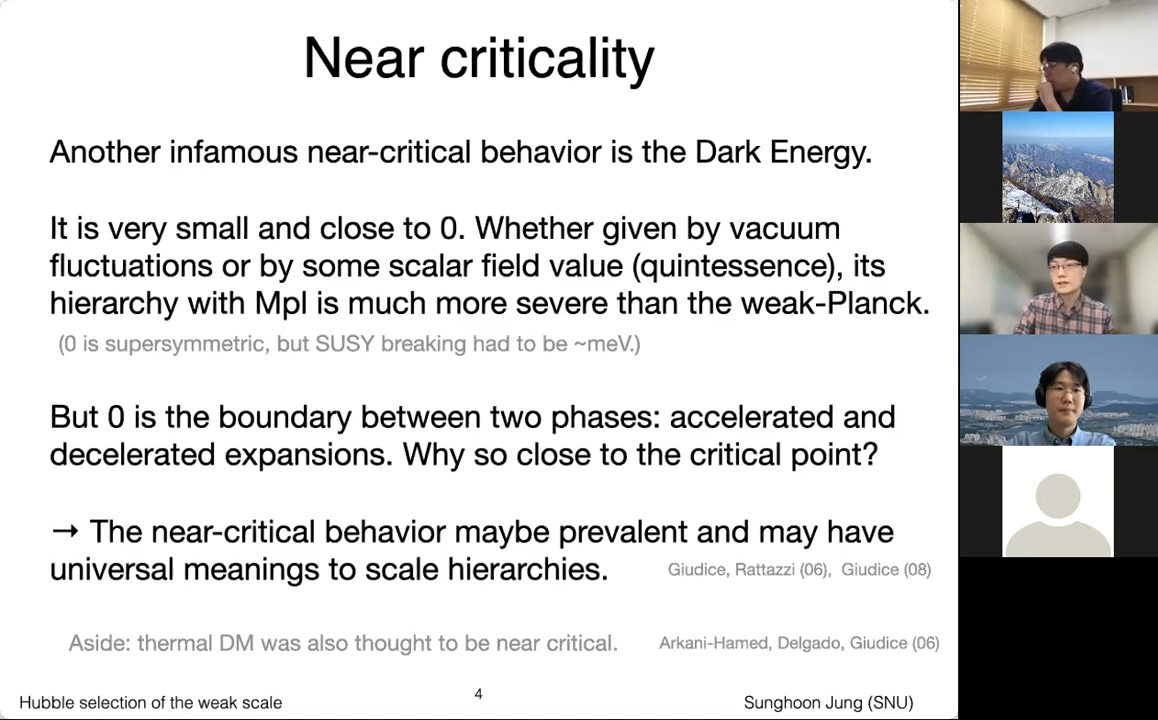 Near criticality
Another infamous near-critical behavior is the Dark Energy.
It is very small and close to 0. Whether given by vacuum
fluctuations or by some scalar field value (quintessence), its
hierarchy with Mpl is much more severe than the weak-Planck.
(0 is supersymmetric, but SUSY breaking had to be ~meV.)
But 0 is the boundary between two phases: accelerated and
decelerated expansions. Why so close to the critical point?
→ The near-critical behavior maybe prevalent and may have
universal meanings to scale hierarchies.
Giudice, Rattazzi (06), Giudice (08)
Aside: thermal DM was also thought to be near critical.
Arkani-Hamed, Delgado, Giudice (06)
Hubble selection of the weak scale
4
Sunghoon Jung (SNU)